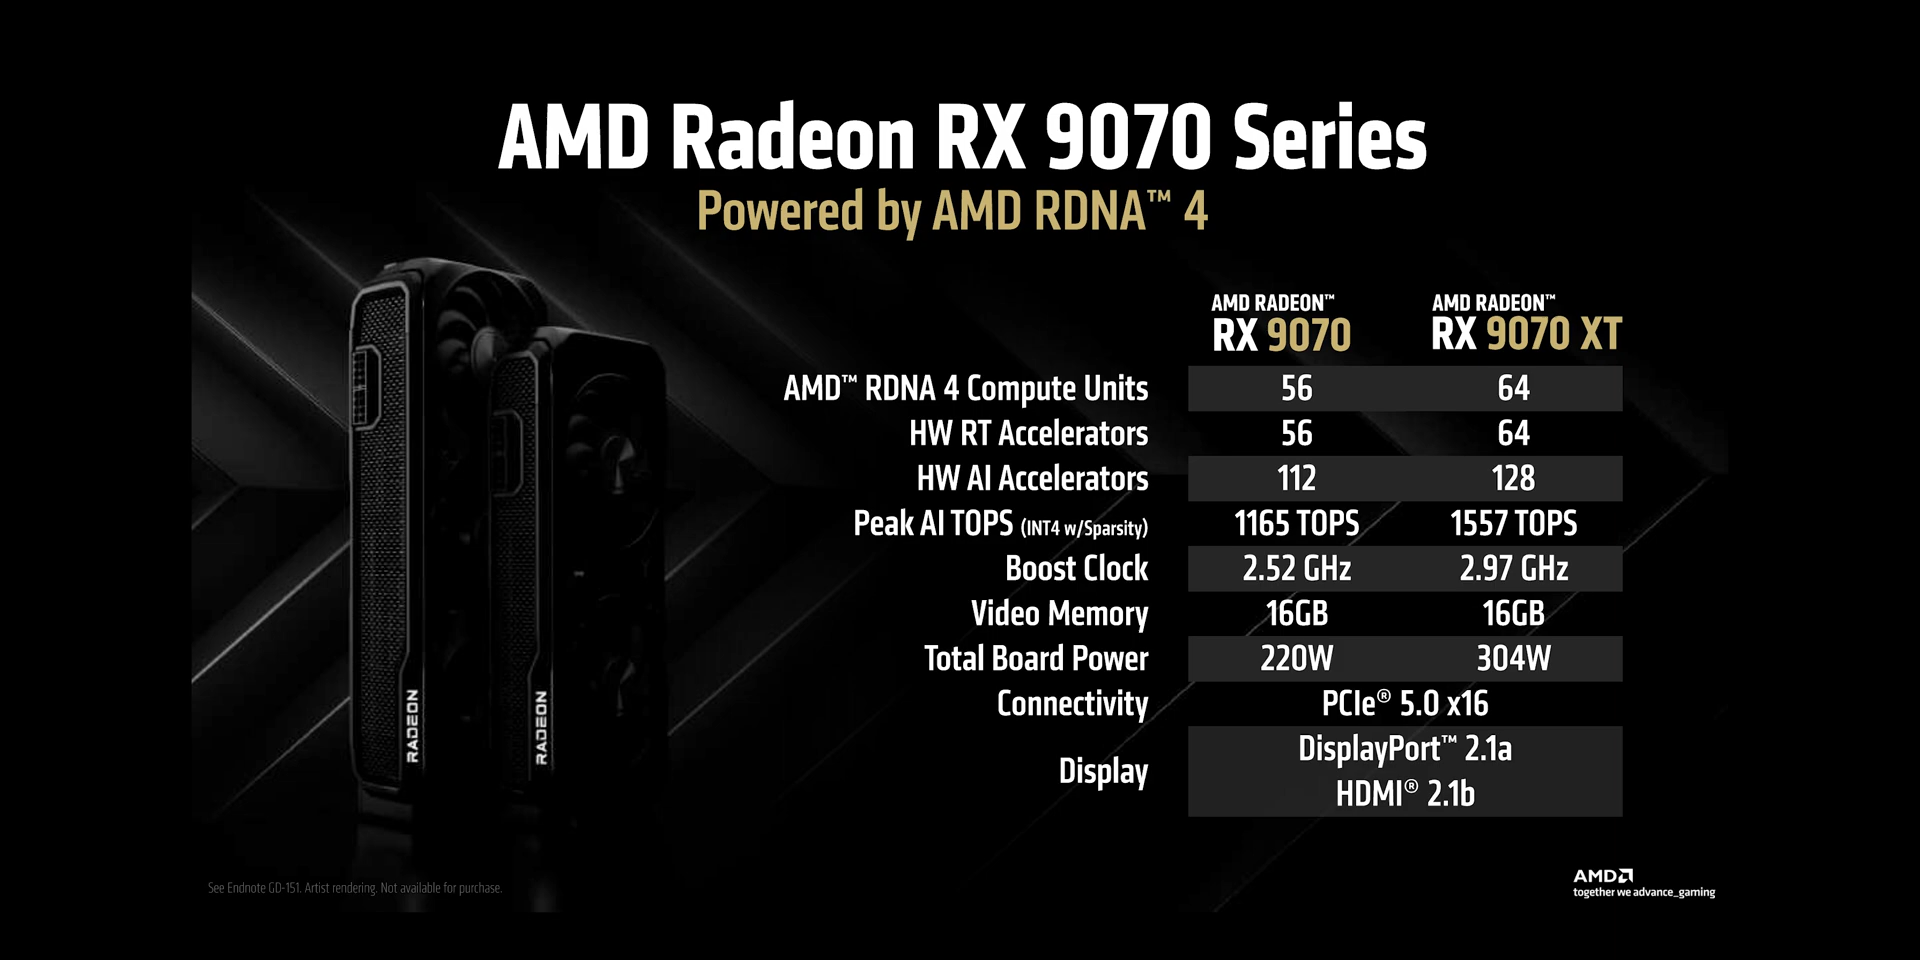 AMD Radeon RX 9070 Series
Powered by AMD RDNA™ 4
AMD RADEON™ AMD RADEON™
RX 9070 RX 9070 XT
AMD™ RDNA 4 Compute Units 56 64
HW RT Accelerators 56 64
HW AI Accelerators 112 128
Peak AI TOPS (INT4 w/Sparsity) 1165 TOPS 1557 TOPS
Boost Clock 2.52 GHz 2.97 GHz
Video Memory 16GB 16GB
Total Board Power 220W 304W
Connectivity PCIe® 5.0 x16
Display DisplayPort™ 2.1a
HDMI® 2.1b
RADEON
RADEON
See Endnote GD-151. Artist rendering. Not available for purchase.
AMD
together we advance_gaming